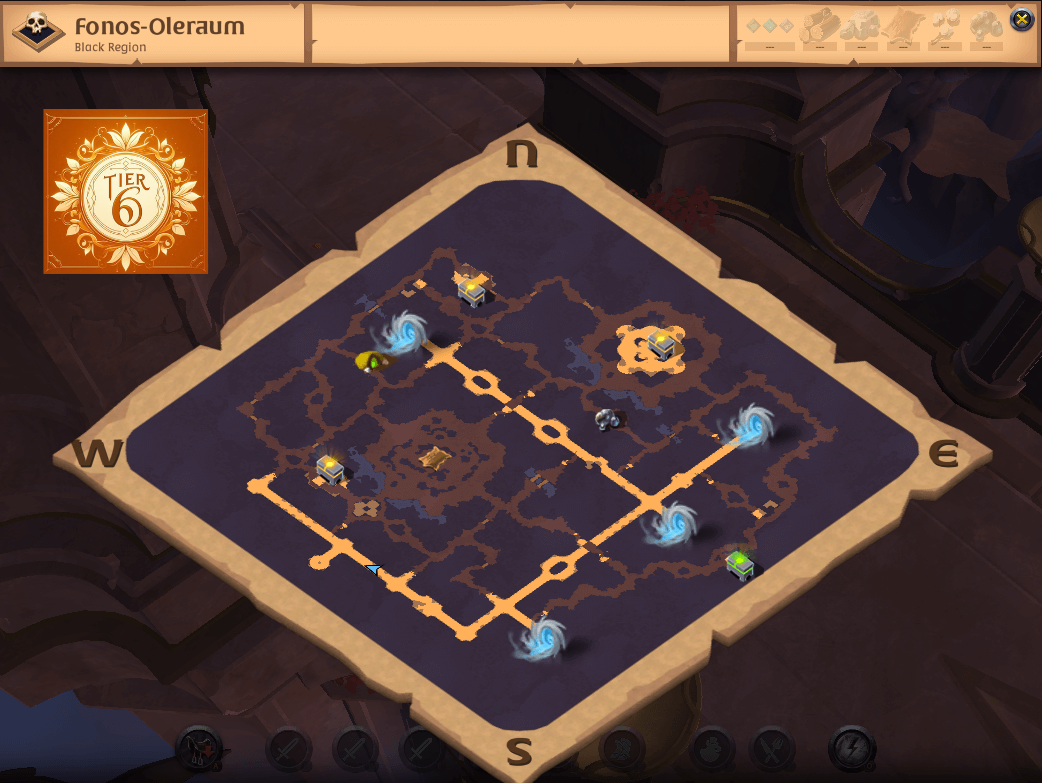 Fonos-Oleraum
Black Region
--- --- --- --- --- ---
TIER
6
N
W
E
S